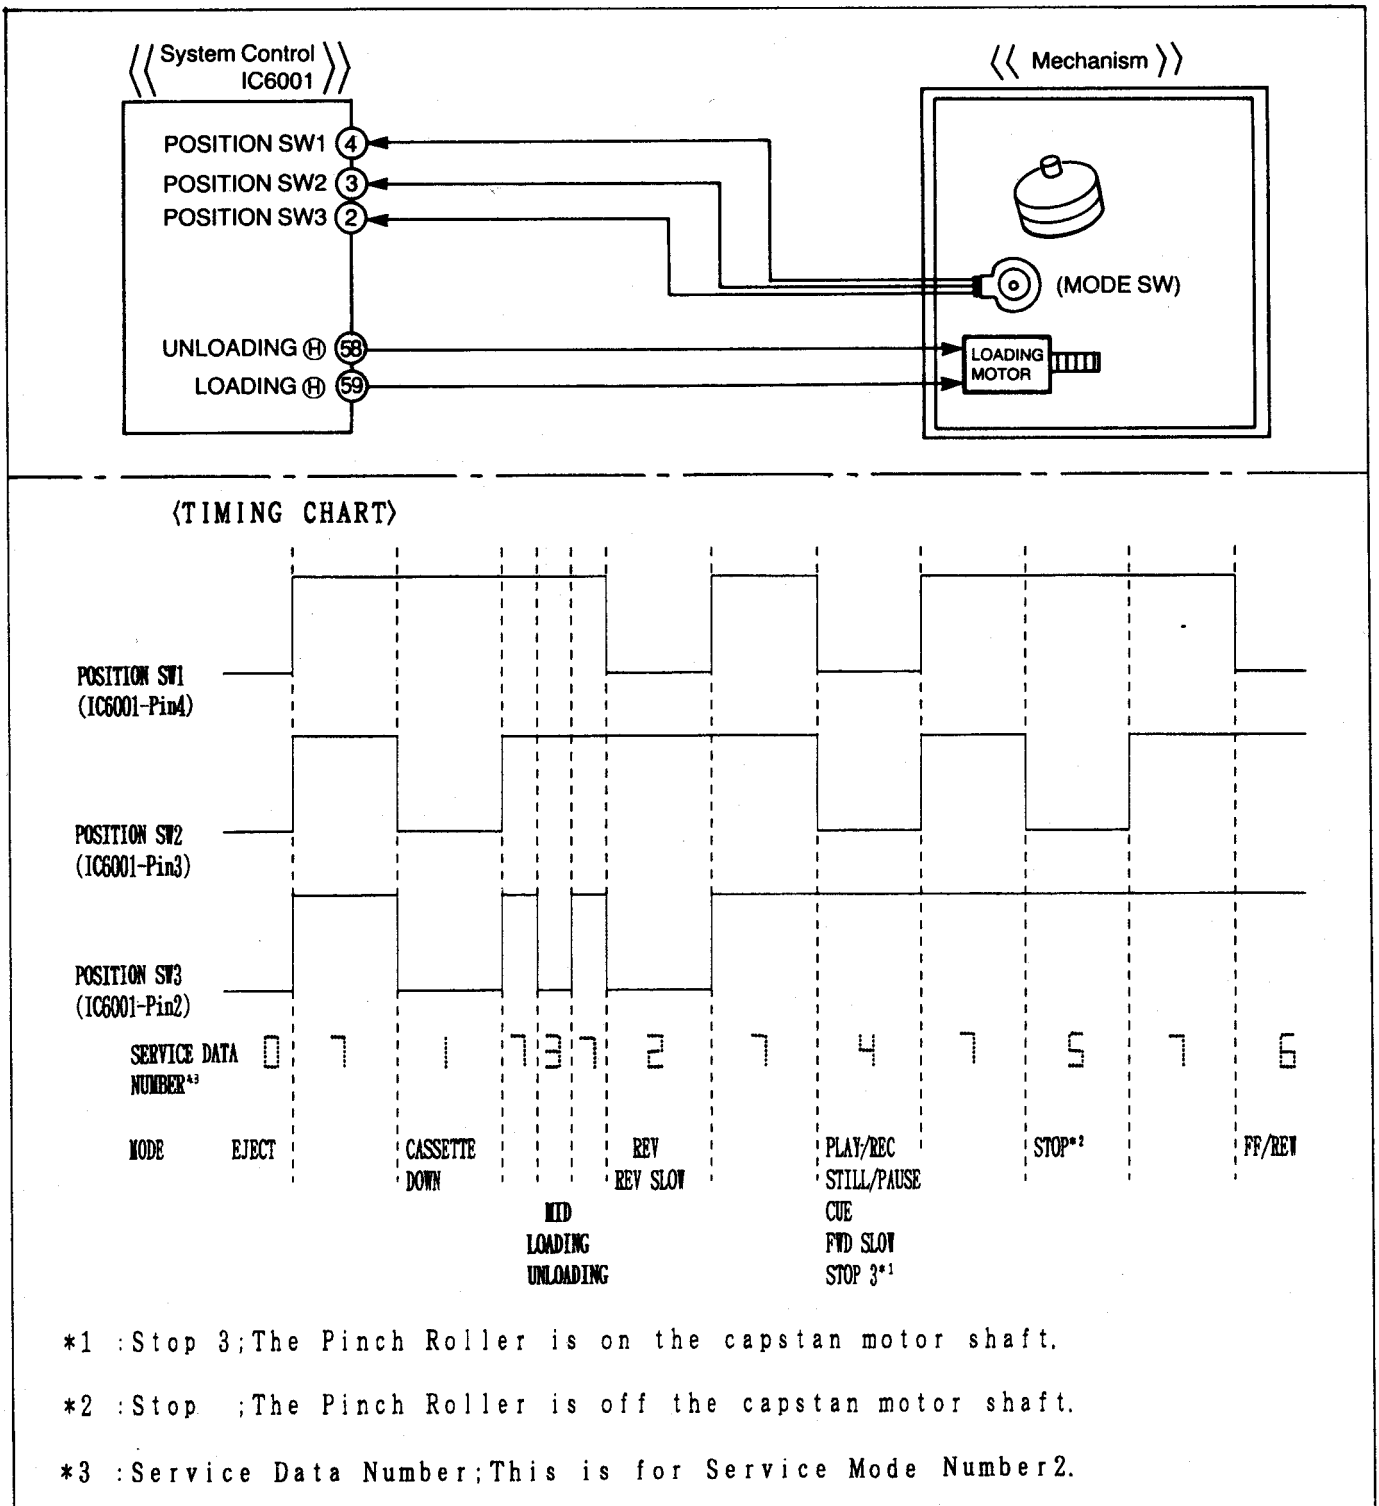 System Control
IC6001
Mechanism
POSITION SW1 4
POSITION SW2 3
POSITION SW3 2
(MODE SW)
UNLOADING Ⓗ 58
LOADING Ⓗ 59
LOADING
MOTOR
〈TIMING CHART〉
POSITION SW1
(IC6001-Pin4)
POSITION SW2
(IC6001-Pin3)
POSITION SW3
(IC6001-Pin2)
SERVICE DATA
NUMBER*3
0 7 1 7 3 7 2 7 4 7 5 7 6
MODE
EJECT
CASSETTE
DOWN
MID
LOADING
UNLOADING
REV
REV SLOW
PLAY/REC
STILL/PAUSE
CUE
FWD SLOW
STOP 3*1
STOP*2
FF/REW
*1 :Stop 3;The Pinch Roller is on the capstan motor shaft.
*2 :Stop ;The Pinch Roller is off the capstan motor shaft.
*3 :Service Data Number;This is for Service Mode Number2.